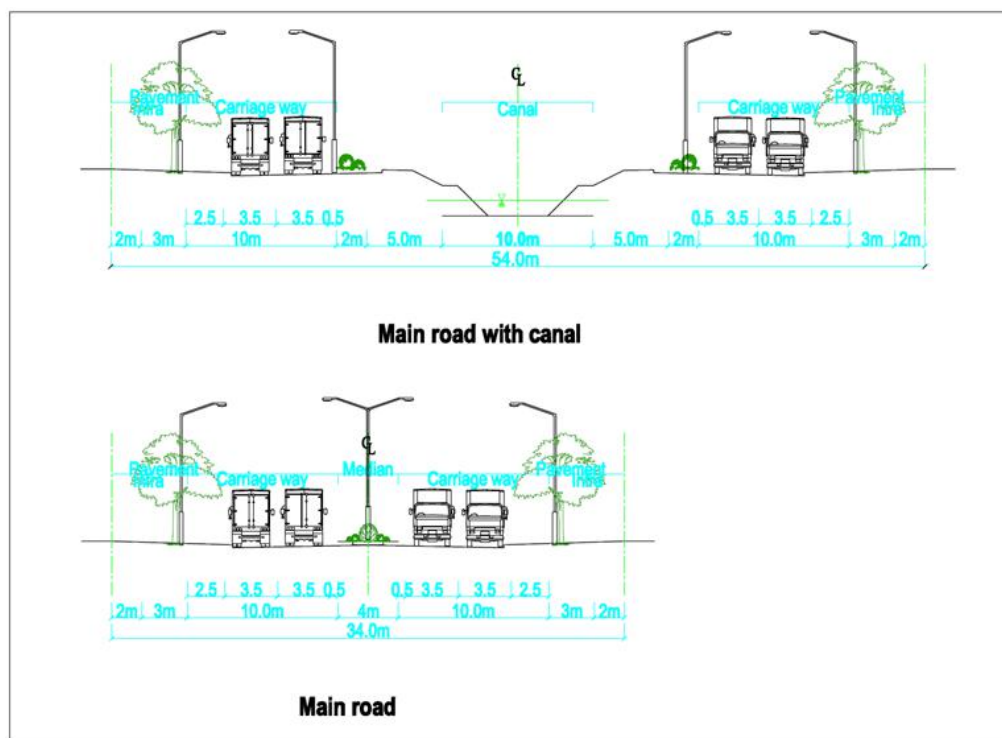 CL
Pavement Carriage way Canal Carriage way Pavement
Infra Infra
2.5 3.5 3.5 0.5 0.5 3.5 3.5 2.5
2m 3m 10m 2m 5.0m 10.0m 5.0m 2m 10.0m 3m 2m
54.0m
Main road with canal
CL
Pavement Carriage way Median Carriage way Pavement
Infra Infra
2.5 3.5 3.5 0.5 0.5 3.5 3.5 2.5
2m 3m 10.0m 4m 10.0m 3m 2m
34.0m
Main road